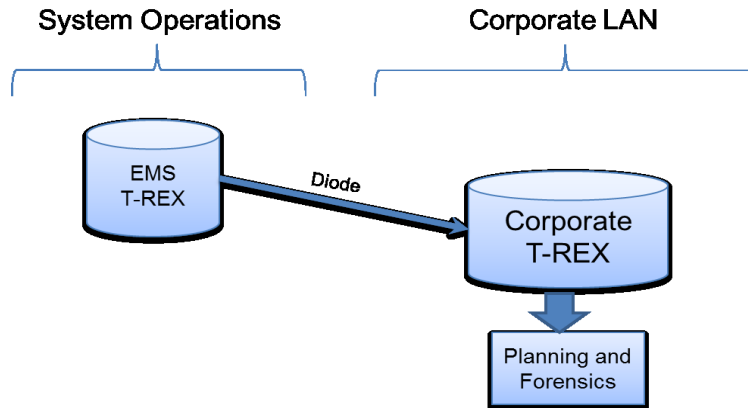 System Operations
Corporate LAN
EMS
T-REX
Diode
Corporate
T-REX
Planning and
Forensics